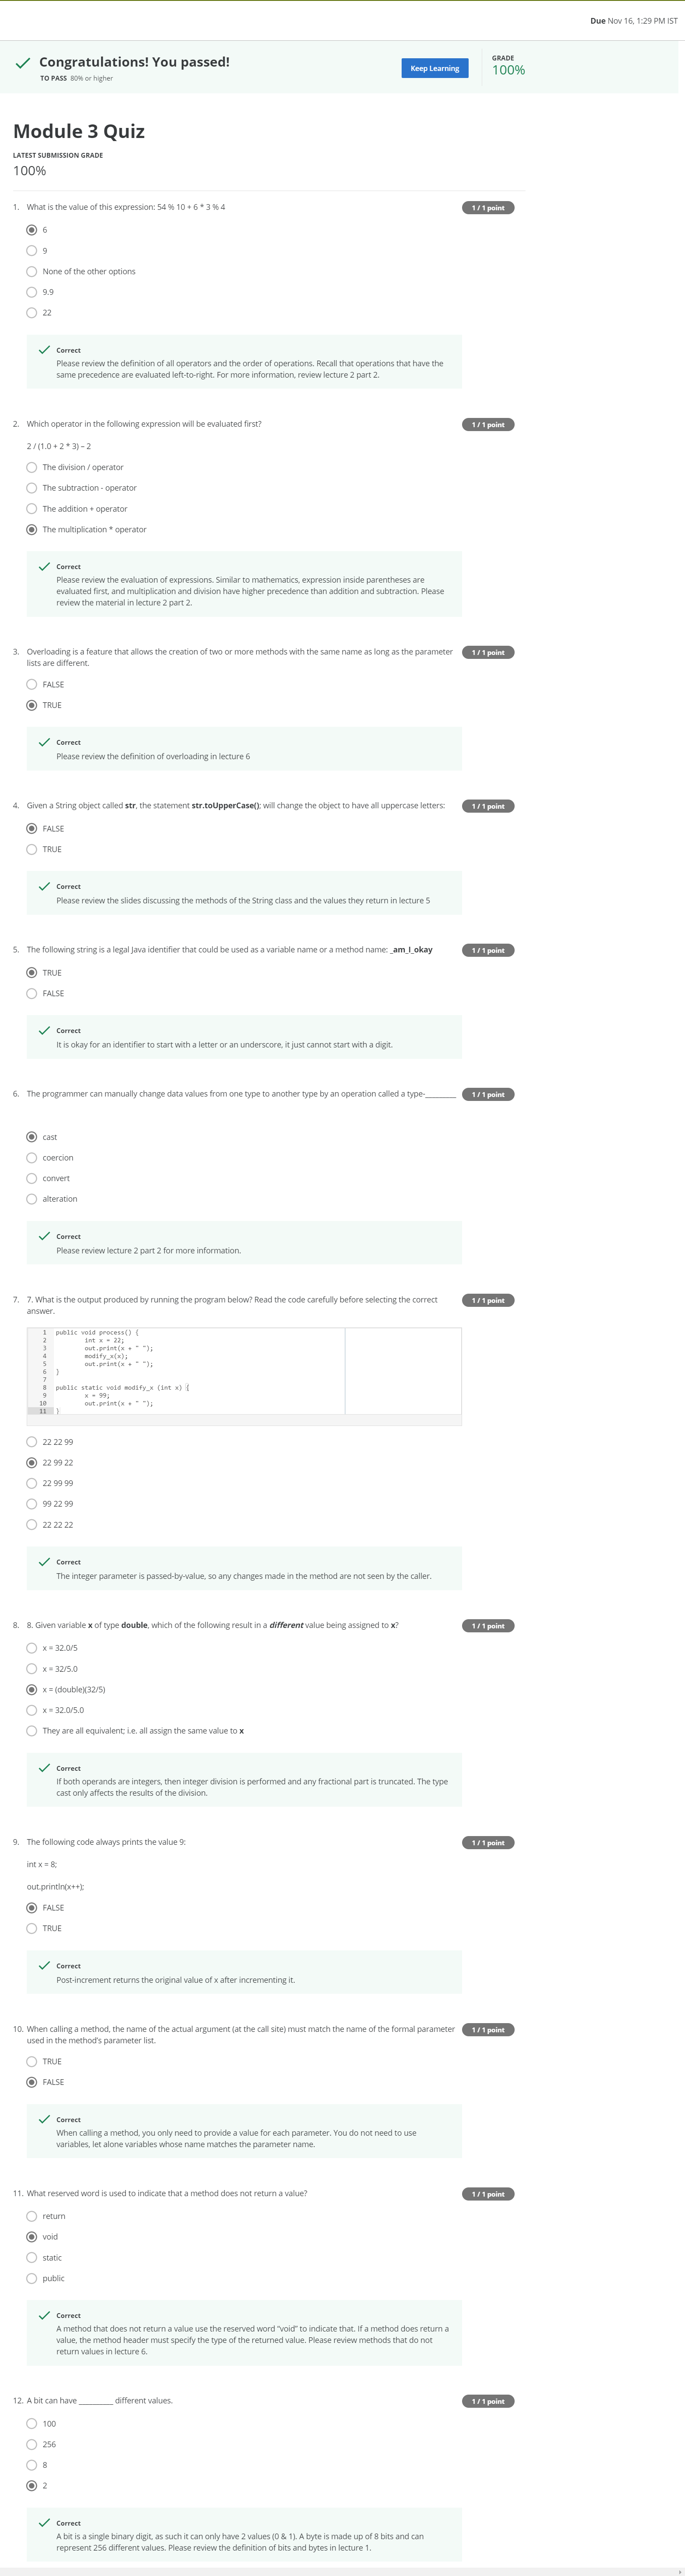 Due Nov 16, 1:29 PM IST
Congratulations! You passed!
TO PASS 80% or higher
Keep Learning
GRADE
100%
Module 3 Quiz
LATEST SUBMISSION GRADE
100%
1. What is the value of this expression: 54 % 10 + 6 * 3 % 4
1 / 1 point
6
9
None of the other options
9.9
22
Correct
Please review the definition of all operators and the order of operations. Recall that operations that have the
same precedence are evaluated left-to-right. For more information, review lecture 2 part 2.
2. Which operator in the following expression will be evaluated first?
1 / 1 point
2 / (1.0 + 2 * 3) – 2
The division / operator
The subtraction - operator
The addition + operator
The multiplication * operator
Correct
Please review the evaluation of expressions. Similar to mathematics, expression inside parentheses are
evaluated first, and multiplication and division have higher precedence than addition and subtraction. Please
review the material in lecture 2 part 2.
3. Overloading is a feature that allows the creation of two or more methods with the same name as long as the parameter
lists are different.
1 / 1 point
FALSE
TRUE
Correct
Please review the definition of overloading in lecture 6
4. Given a String object called str, the statement str.toUpperCase(); will change the object to have all uppercase letters:
1 / 1 point
FALSE
TRUE
Correct
Please review the slides discussing the methods of the String class and the values they return in lecture 5
5. The following string is a legal Java identifier that could be used as a variable name or a method name: _am_I_okay
1 / 1 point
TRUE
FALSE
Correct
It is okay for an identifier to start with a letter or an underscore, it just cannot start with a digit.
6. The programmer can manually change data values from one type to another type by an operation called a type-________
1 / 1 point
cast
coercion
convert
alteration
Correct
Please review lecture 2 part 2 for more information.
7. 7. What is the output produced by running the program below? Read the code carefully before selecting the correct
answer.
1 / 1 point
1 public void process() {
2 int x = 22;
3 out.print(x + " ");
4 modify_x(x);
5 out.print(x + " ");
6 }
7
8 public static void modify_x (int x) {
9 x = 99;
10 out.print(x + " ");
11 }
22 22 99
22 99 22
22 99 99
99 22 99
22 22 22
Correct
The integer parameter is passed-by-value, so any changes made in the method are not seen by the caller.
8. 8. Given variable x of type double, which of the following result in a different value being assigned to x?
1 / 1 point
x = 32.0/5
x = 32/5.0
x = (double)(32/5)
x = 32.0/5.0
They are all equivalent; i.e. all assign the same value to x
Correct
If both operands are integers, then integer division is performed and any fractional part is truncated. The type
cast only affects the results of the division.
9. The following code always prints the value 9:
1 / 1 point
int x = 8;
out.println(x++);
FALSE
TRUE
Correct
Post-increment returns the original value of x after incrementing it.
10. When calling a method, the name of the actual argument (at the call site) must match the name of the formal parameter
used in the method's parameter list.
1 / 1 point
TRUE
FALSE
Correct
When calling a method, you only need to provide a value for each parameter. You do not need to use
variables, let alone variables whose name matches the parameter name.
11. What reserved word is used to indicate that a method does not return a value?
1 / 1 point
return
void
static
public
Correct
A method that does not return a value use the reserved word "void" to indicate that. If a method does return a
value, the method header must specify the type of the returned value. Please review methods that do not
return values in lecture 6.
12. A bit can have _________ different values.
1 / 1 point
100
256
8
2
Correct
A bit is a single binary digit, as such it can only have 2 values (0 & 1). A byte is made up of 8 bits and can
represent 256 different values. Please review the definition of bits and bytes in lecture 1.